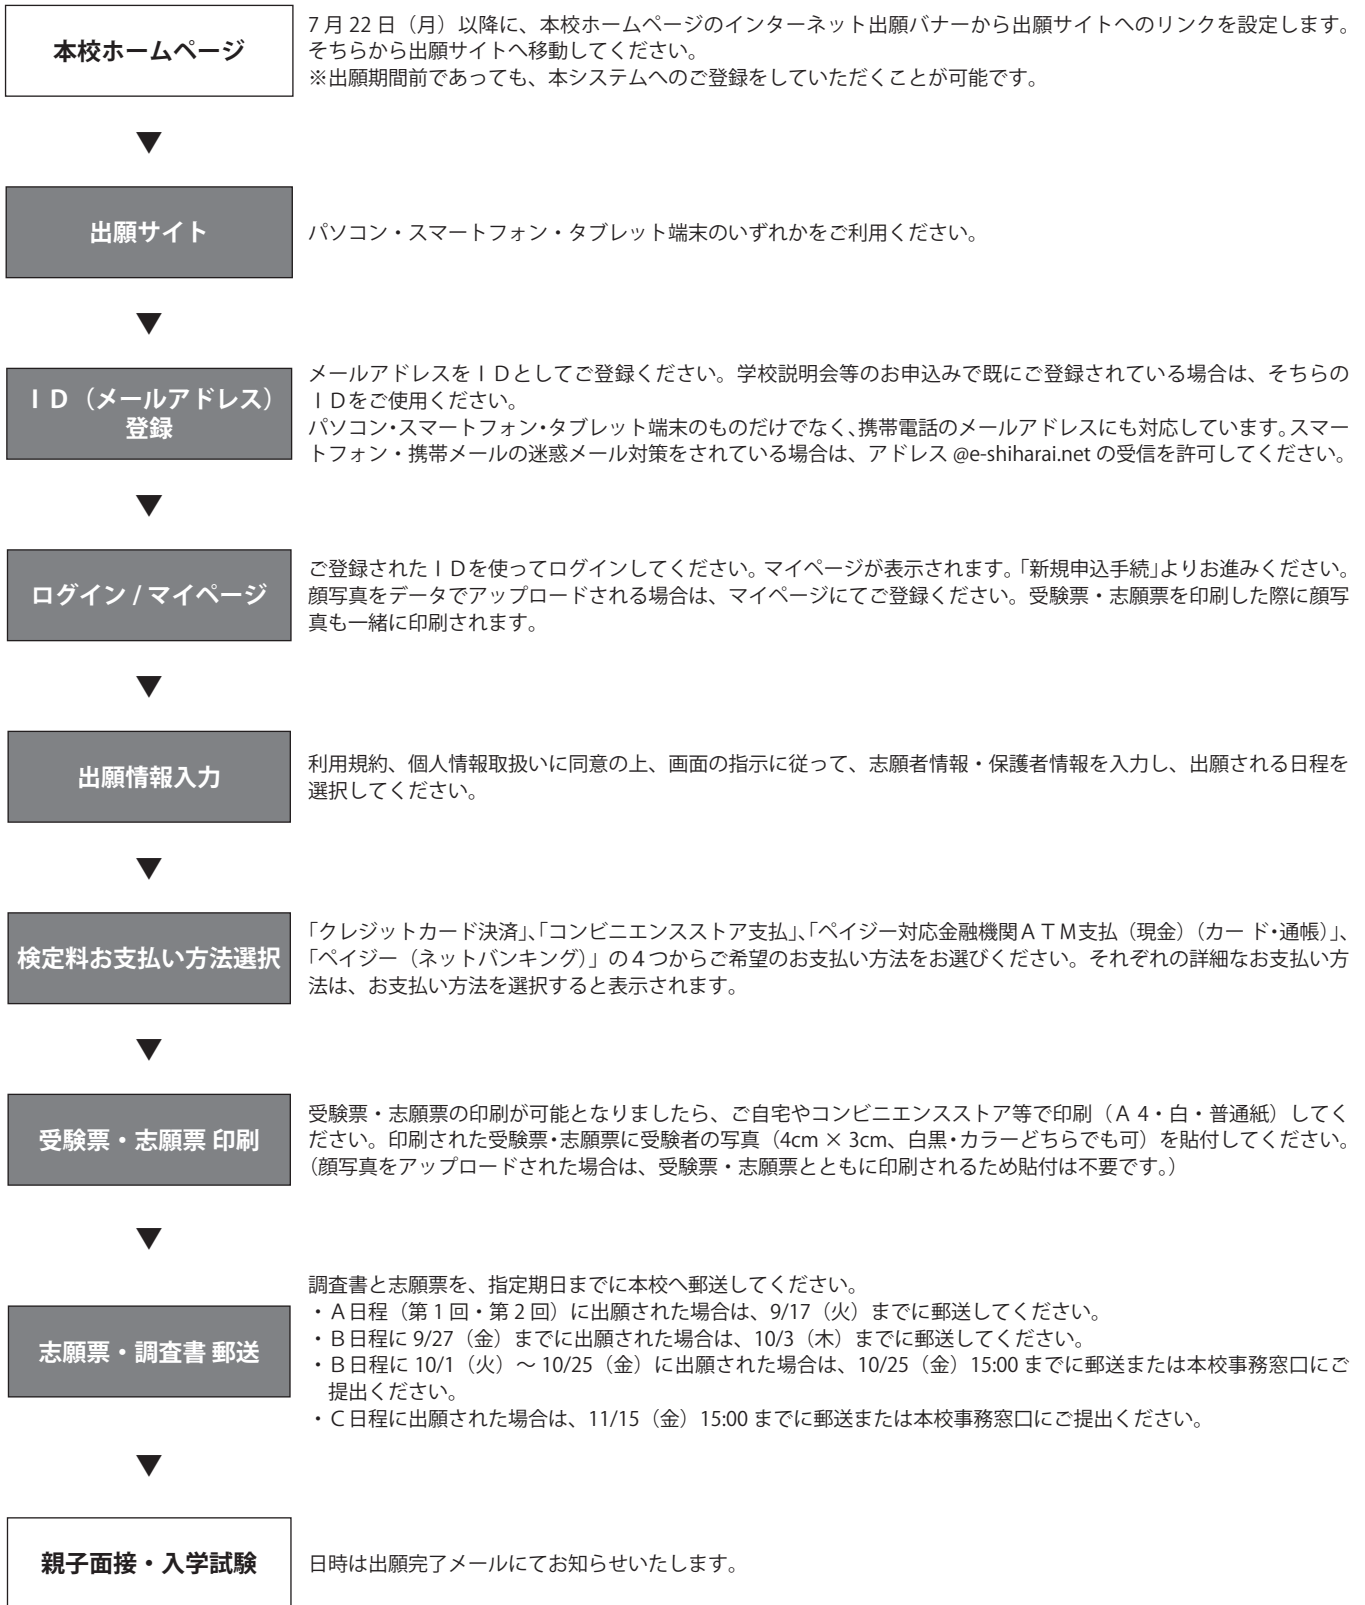 本校ホームページ
7 月 22 日（月）以降に、本校ホームページのインターネット出願バナーから出願サイトへのリンクを設定します。
そちらから出願サイトへ移動してください。
※出願期間前であっても、本システムへのご登録をしていただくことが可能です。
▼
出願サイト
パソコン・スマートフォン・タブレット端末のいずれかをご利用ください。
▼
ＩＤ（メールアドレス）
登録
メールアドレスをＩＤとしてご登録ください。学校説明会等のお申込みで既にご登録されている場合は、そちらの
ＩＤをご使用ください。
パソコン・スマートフォン・タブレット端末のものだけでなく、携帯電話のメールアドレスにも対応しています。スマー
トフォン・携帯メールの迷惑メール対策をされている場合は、アドレス @e-shiharai.net の受信を許可してください。
▼
ログイン / マイページ
ご登録されたＩＤを使ってログインしてください。マイページが表示されます。「新規申込手続」よりお進みください。
顔写真をデータでアップロードされる場合は、マイページにてご登録ください。受験票・志願票を印刷した際に顔写
真も一緒に印刷されます。
▼
出願情報入力
利用規約、個人情報取扱いに同意の上、画面の指示に従って、志願者情報・保護者情報を入力し、出願される日程を
選択してください。
▼
検定料お支払い方法選択
「クレジットカード決済」、「コンビニエンスストア支払」、「ペイジー対応金融機関ＡＴＭ支払（現金）（カー ド・通帳）」、
「ペイジー（ネットバンキング）」の４つからご希望のお支払い方法をお選びください。それぞれの詳細なお支払い方
法は、お支払い方法を選択すると表示されます。
▼
受験票・志願票 印刷
受験票・志願票の印刷が可能となりましたら、ご自宅やコンビニエンスストア等で印刷（Ａ 4・白・普通紙）してく
ださい。印刷された受験票・志願票に受験者の写真（4cm × 3cm、白黒・カラーどちらでも可）を貼付してください。
（顔写真をアップロードされた場合は、受験票・志願票とともに印刷されるため貼付は不要です。）
▼
志願票・調査書 郵送
調査書と志願票を、指定期日までに本校へ郵送してください。
・Ａ日程（第 1 回・第 2 回）に出願された場合は、9/17（火）までに郵送してください。
・Ｂ日程に 9/27（金）までに出願された場合は、10/3（木）までに郵送してください。
・Ｂ日程に 10/1（火）～ 10/25（金）に出願された場合は、10/25（金）15:00 までに郵送または本校事務窓口にご
提出ください。
・Ｃ日程に出願された場合は、11/15（金）15:00 までに郵送または本校事務窓口にご提出ください。
▼
親子面接・入学試験
日時は出願完了メールにてお知らせいたします。